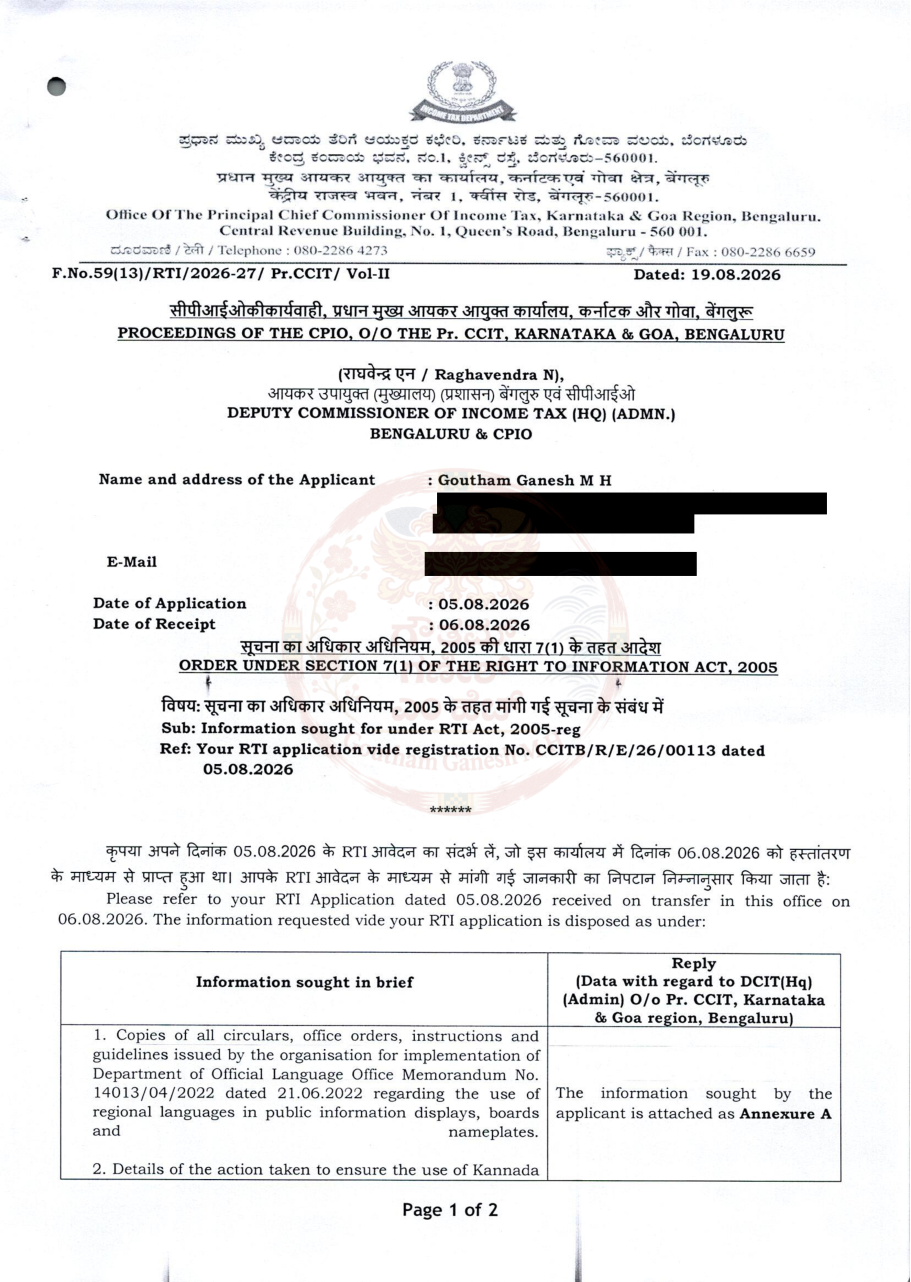 INCOME TAX DEPARTMENT
ಪ್ರಧಾನ ಮುಖ್ಯ ಆದಾಯ ತೆರಿಗೆ ಆಯುಕ್ತರ ಕಛೇರಿ, ಕರ್ನಾಟಕ ಮತ್ತು ಗೋವಾ ವಲಯ, ಬೆಂಗಳೂರು
ಕೇಂದ್ರ ಕಂದಾಯ ಭವನ, ನಂ.1, ಕ್ವೀನ್ಸ್ ರಸ್ತೆ, ಬೆಂಗಳೂರು-560001.
प्रधान मुख्य आयकर आयुक्त का कार्यालय, कर्नाटक एवं गोवा क्षेत्र, बेंगलूरु
केंद्रीय राजस्व भवन, नंबर 1, क्वींस रोड, बेंगलूरु-560001.
Office Of The Principal Chief Commissioner Of Income Tax, Karnataka & Goa Region, Bengaluru.
Central Revenue Building, No. 1, Queen's Road, Bengaluru - 560 001.
ದೂರವಾಣಿ / टेली / Telephone : 080-2286 4273 ಫ್ಯಾಕ್ಸ್ / फैक्स / Fax : 080-2286 6659
F.No.59(13)/RTI/2026-27/ Pr.CCIT/ Vol-II Dated: 19.08.2026
सीपीआईओकीकार्यवाही, प्रधान मुख्य आयकर आयुक्त कार्यालय, कर्नाटक और गोवा, बेंगलुरू
PROCEEDINGS OF THE CPIO, O/O THE Pr. CCIT, KARNATAKA & GOA, BENGALURU
(राघवेन्द्र एन / Raghavendra N),
आयकर उपायुक्त (मुख्यालय) (प्रशासन) बेंगलुरु एवं सीपीआईओ
DEPUTY COMMISSIONER OF INCOME TAX (HQ) (ADMN.)
BENGALURU & CPIO
Name and address of the Applicant : Goutham Ganesh M H
E-Mail
Date of Application : 05.08.2026
Date of Receipt : 06.08.2026
सूचना का अधिकार अधिनियम, 2005 की धारा 7(1) के तहत आदेश
ORDER UNDER SECTION 7(1) OF THE RIGHT TO INFORMATION ACT, 2005
विषय: सूचना का अधिकार अधिनियम, 2005 के तहत मांगी गई सूचना के संबंध में
Sub: Information sought for under RTI Act, 2005-reg
Ref: Your RTI application vide registration No. CCITB/R/E/26/00113 dated
05.08.2026
Goutham Ganesh M H
******
कृपया अपने दिनांक 05.08.2026 के RTI आवेदन का संदर्भ लें, जो इस कार्यालय में दिनांक 06.08.2026 को हस्तांतरण
के माध्यम से प्राप्त हुआ था। आपके RTI आवेदन के माध्यम से मांगी गई जानकारी का निपटान निम्नानुसार किया जाता है:
Please refer to your RTI Application dated 05.08.2026 received on transfer in this office on
06.08.2026. The information requested vide your RTI application is disposed as under:
Information sought in brief
Reply
(Data with regard to DCIT(Hq)
(Admin) O/o Pr. CCIT, Karnataka
& Goa region, Bengaluru)
1. Copies of all circulars, office orders, instructions and
guidelines issued by the organisation for implementation of
Department of Official Language Office Memorandum No.
14013/04/2022 dated 21.06.2022 regarding the use of
regional languages in public information displays, boards
and nameplates.
2. Details of the action taken to ensure the use of Kannada
The information sought by the
applicant is attached as Annexure A
Page 1 of 2